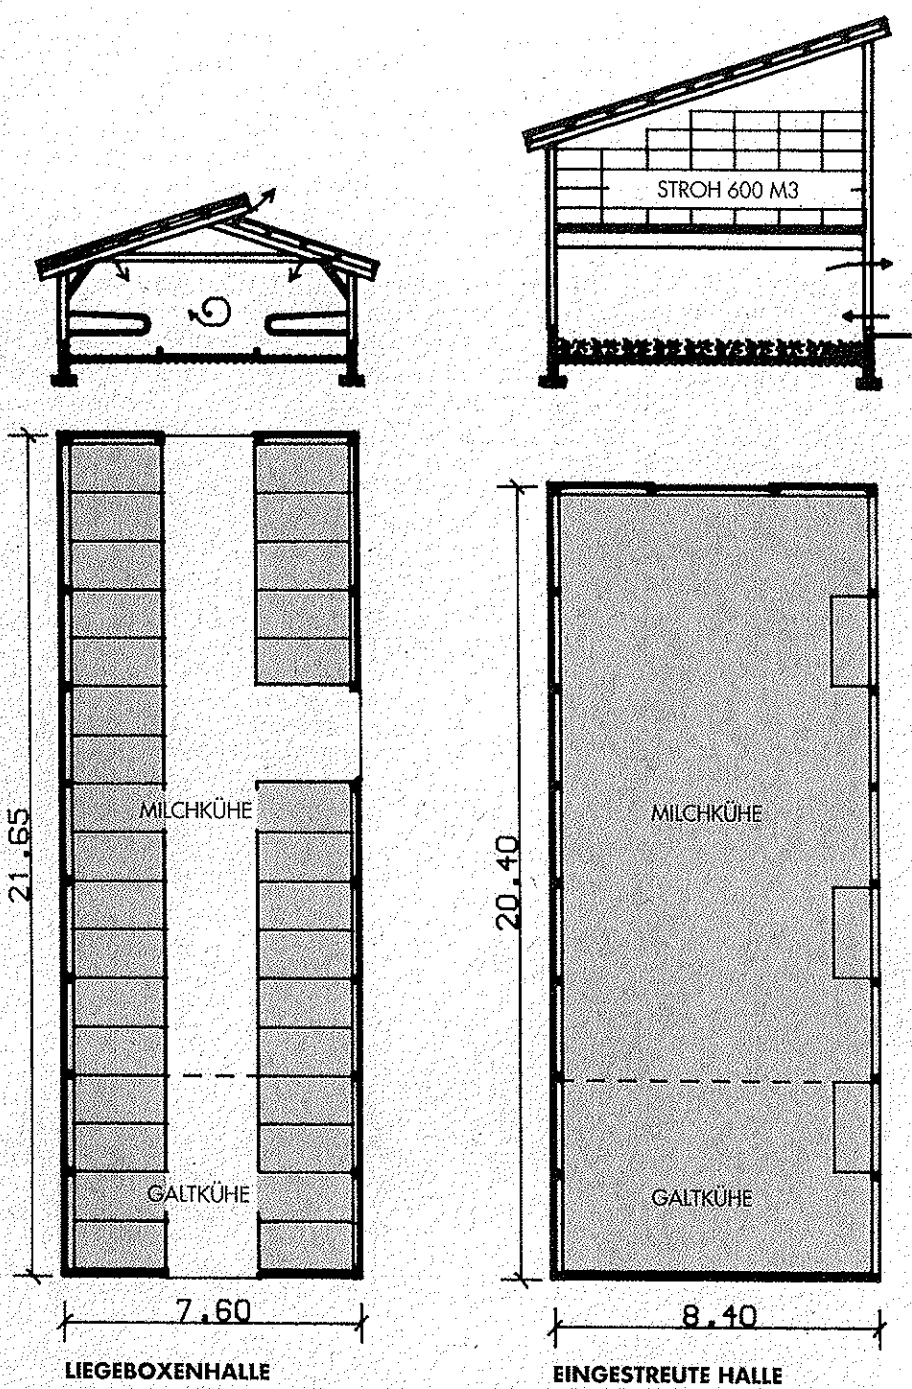 STROH 600 M3
MILCHKÜHE
21.65
GALTKÜHE
7.60
LIEGEBOXENHALLE
MILCHKÜHE
20.40
GALTKÜHE
8.40
EINGESTREUTE HALLE